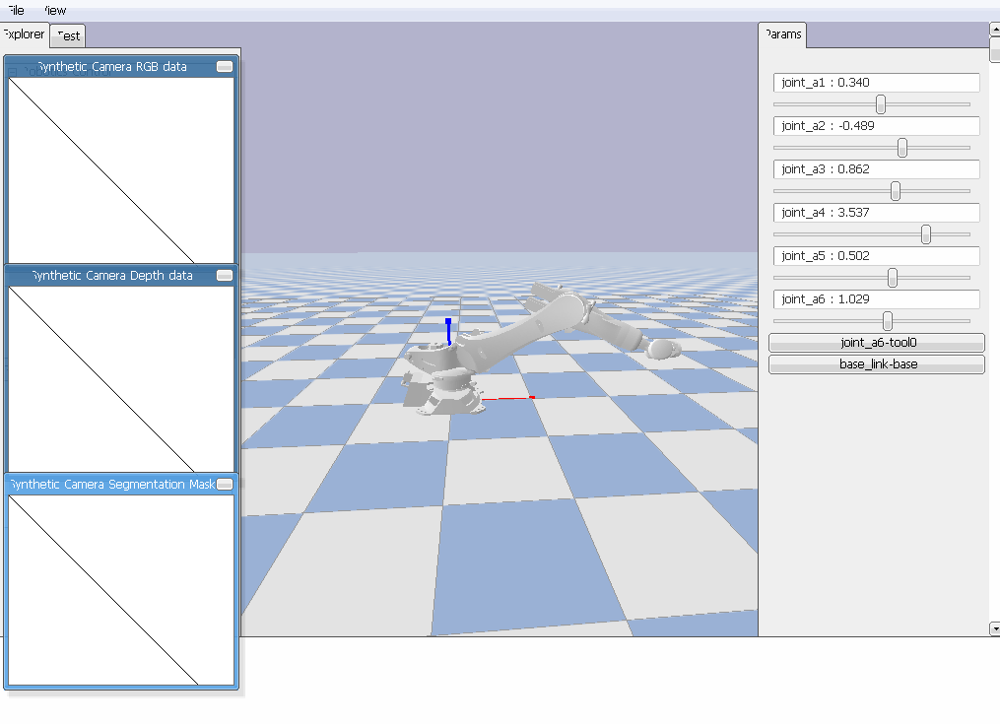 File View
Explorer Test
Synthetic Camera RGB data
Synthetic Camera Depth data
Synthetic Camera Segmentation Mask
Params
joint_a1 : 0.340
joint_a2 : -0.489
joint_a3 : 0.862
joint_a4 : 3.537
joint_a5 : 0.502
joint_a6 : 1.029
joint_a6-tool0
base_link-base